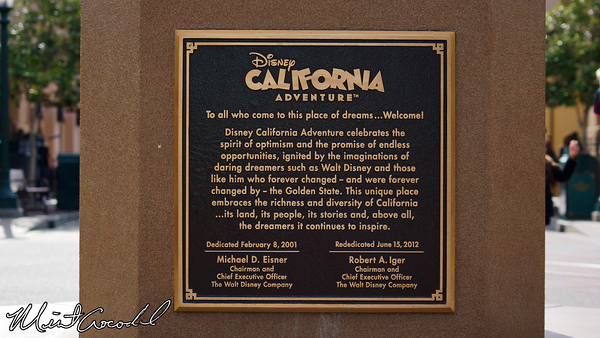 Disney
CALIFORNIA
ADVENTURE™
To all who come to this place of dreams...Welcome!
Disney California Adventure celebrates the
spirit of optimism and the promise of endless
opportunities, ignited by the imaginations of
daring dreamers such as Walt Disney and those
like him who forever changed – and were forever
changed by – the Golden State. This unique place
embraces the richness and diversity of California
...its land, its people, its stories and, above all,
the dreamers it continues to inspire.
Dedicated February 8, 2001
Michael D. Eisner
Chairman and
Chief Executive Officer
The Walt Disney Company
Rededicated June 15, 2012
Robert A. Iger
Chairman and
Chief Executive Officer
The Walt Disney Company
Mint Crocodile